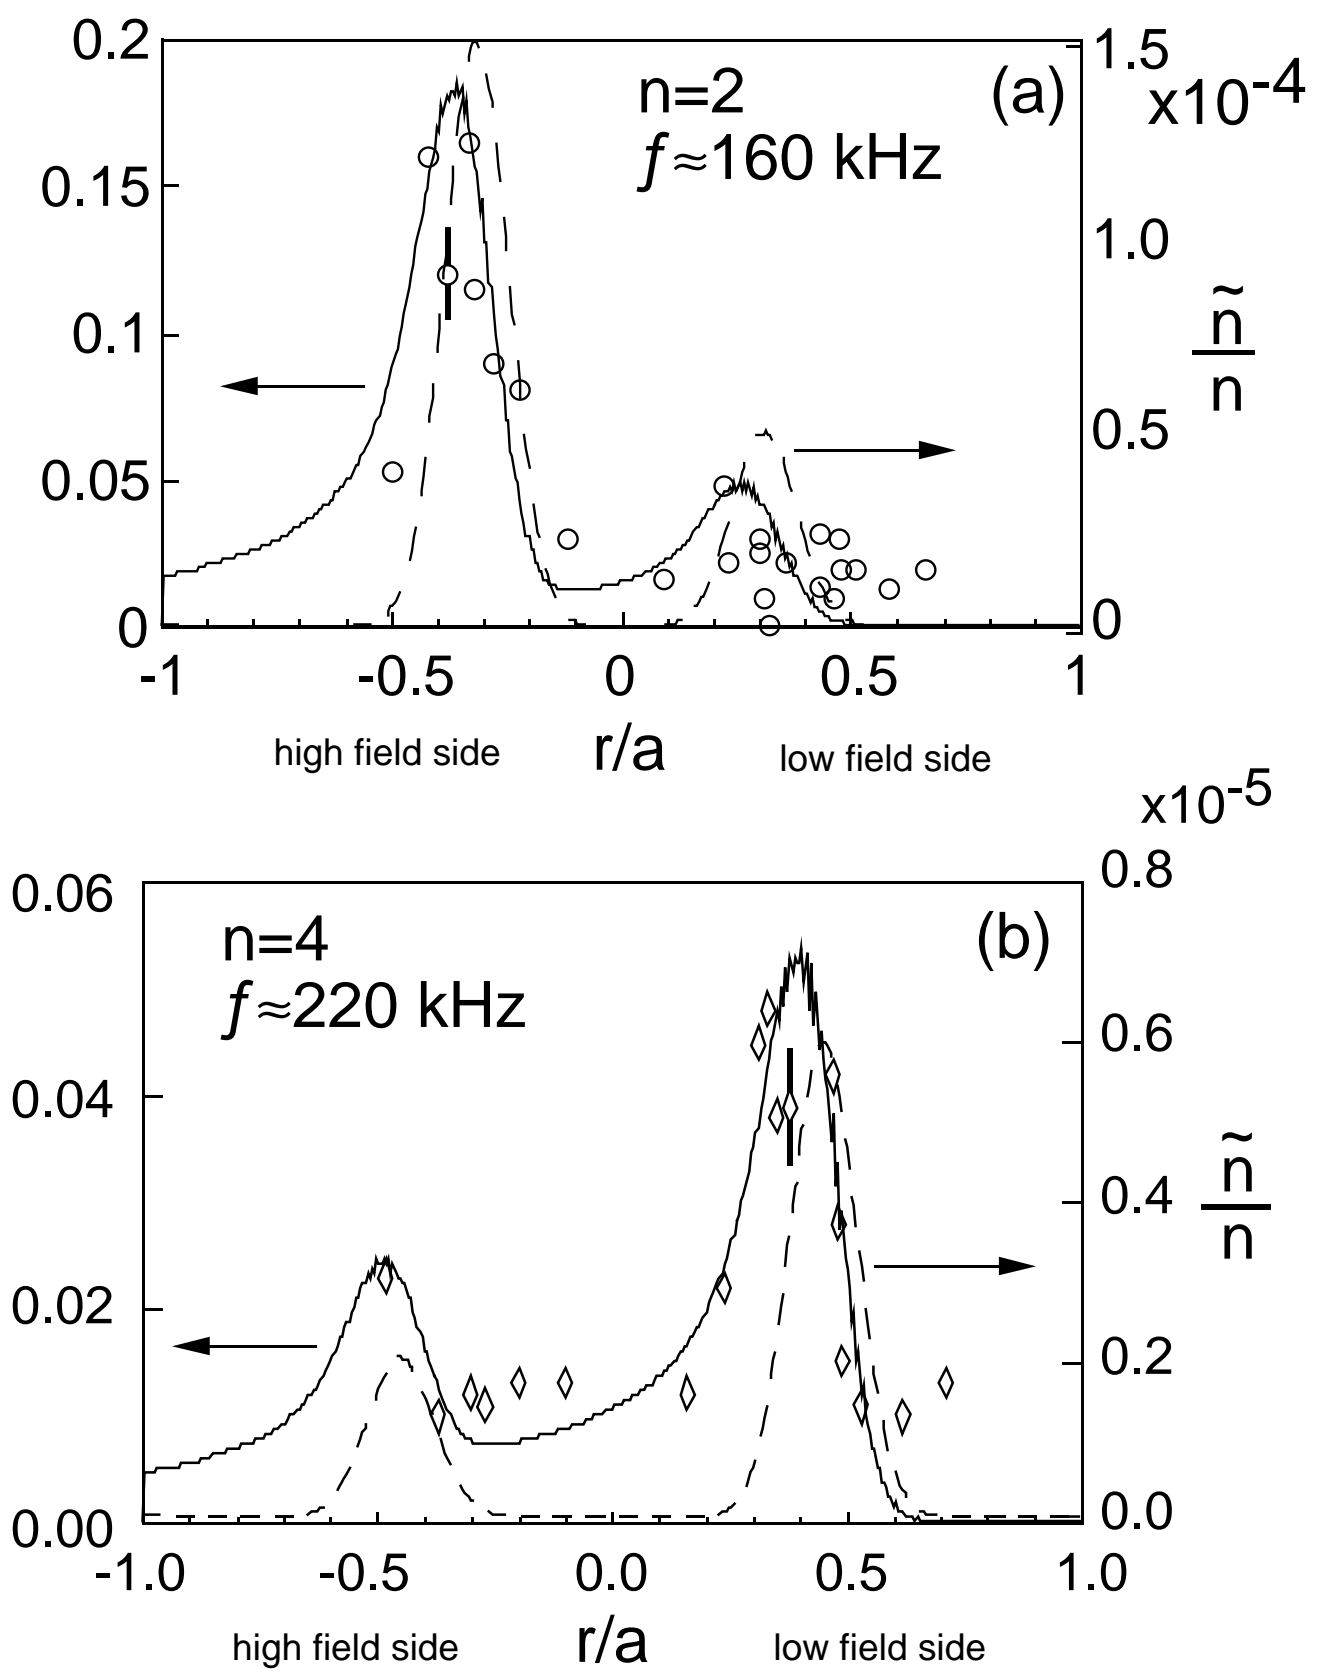 0.2
0.15
0.1
0.05
0
n=2
ƒ≈160 kHz
(a)
1.5
x10-4
1.0
0.5
0
ñ
n
-1 -0.5 0 0.5 1
high field side r/a low field side
x10-5
0.06
0.04
0.02
0.00
n=4
ƒ≈220 kHz
(b)
0.8
0.6
0.4
0.2
0.0
ñ
n
-1.0 -0.5 0.0 0.5 1.0
high field side r/a low field side